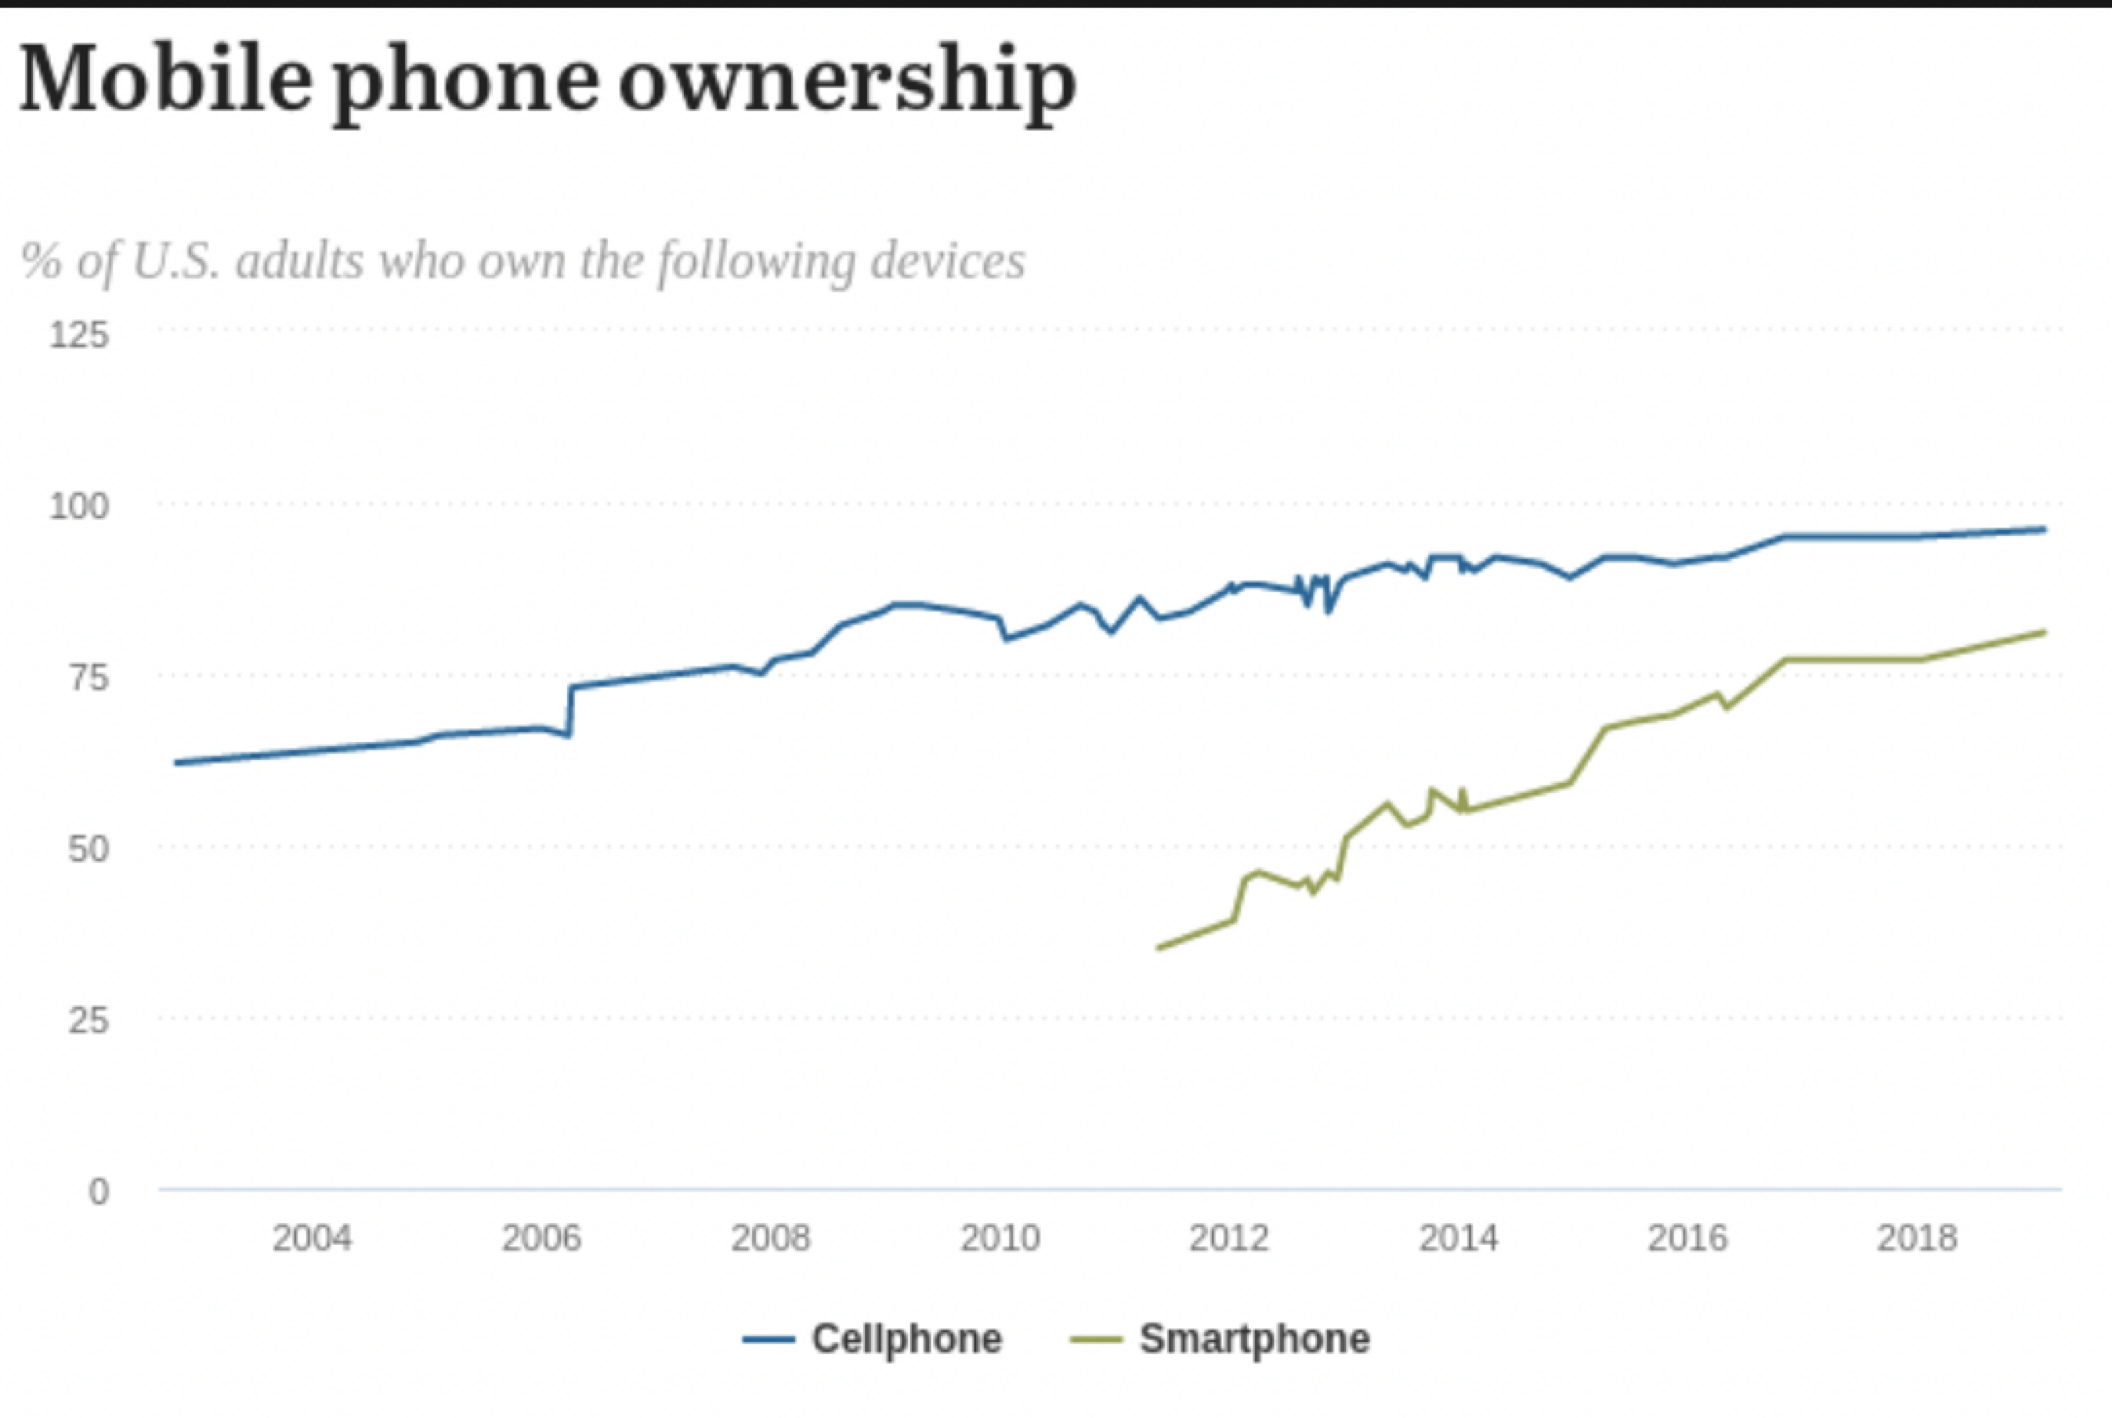 Mobile phone ownership
% of U.S. adults who own the following devices
125
100
75
50
25
0
2004 2006 2008 2010 2012 2014 2016 2018
Cellphone Smartphone